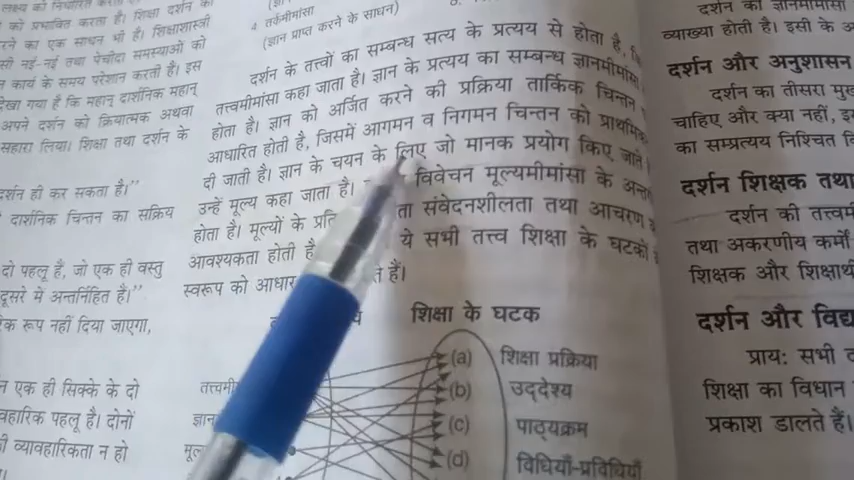 को प्रभावित करता है। शिक्षा दर्शन का
रने का एक साधन भी है। शिक्षाशास्त्री
सी नई-नई तथा पेचीदा समस्याओं को
न कार्य के समय परेशान करती हैं। इस
देखा गया है कि महान् दार्शनिक महान्
अपने दर्शन को क्रियात्मक अथवा
सहारा लिया। शिक्षा तथा दर्शन के
दर्शन ही कर सकता है।"
दार्शनिक चिन्तन का सक्रिय
दो पहलू हैं, जो एक ही वस्तु
दूसरे में अन्तर्निहित हैं।"
क रूप नहीं दिया जाएगा,
न एक ही सिक्के के दो
वहारिक पहलू है। दोनों
ी व्यावहारिकता न हो
4. तर्कमीमांसा
(ज्ञान प्राप्त करने के साधन)
दर्शन के तत्त्वों का सम्बन्ध सत्य के प्रत्यय से होता है,
तत्त्वमीमांसा कहा जाता है। ज्ञान के प्रत्यय का सम्बन्ध ज्ञानमीमांसा
होता है। ज्ञान को अर्जित करने की प्रक्रिया तार्किक चिन्तन
आधारित होती है, जिसमें आगमन व निगमन चिन्तन को प्राथमिक
दी जाती है। ज्ञान के चयन के लिए जो मानक प्रयोग किए जाते
उन्हें मूल्य कहा जाता है। विवेचन मूल्यमीमांसा के अन्तर्ग
होता है। मूल्यों के प्रति ता संवेदनशीलता तथा आचरण
आवश्यकता होती है ये सभी तत्त्व शिक्षा के घटकों
स्वरूप को आधार ते हैं।
शिक्षा के घटक
तत्त्वमी (a) शिक्षा प्रक्रिया
ज्ञान (b) उद्देश्य
मूल् (c) पाठ्यक्रम
(d) विधियाँ-प्रविधियाँ
दर्शन का ज्ञानमीमांसा
व्याख्या होती है। इसी के अ
दर्शन और अनुशासन
दर्शन का तीसरा मुख
चाहिए और क्या नहीं, इ
का सम्प्रत्यय निश्चित
दर्शन शिक्षक तथा
दर्शन की तत्त्वमी
तथा अकरणीय कर्मों
शिक्षक और शिक्षार्थी
दर्शन और विद्य
प्राय: सभी
शिक्षा का विधान
प्रकाश डालते हैं।